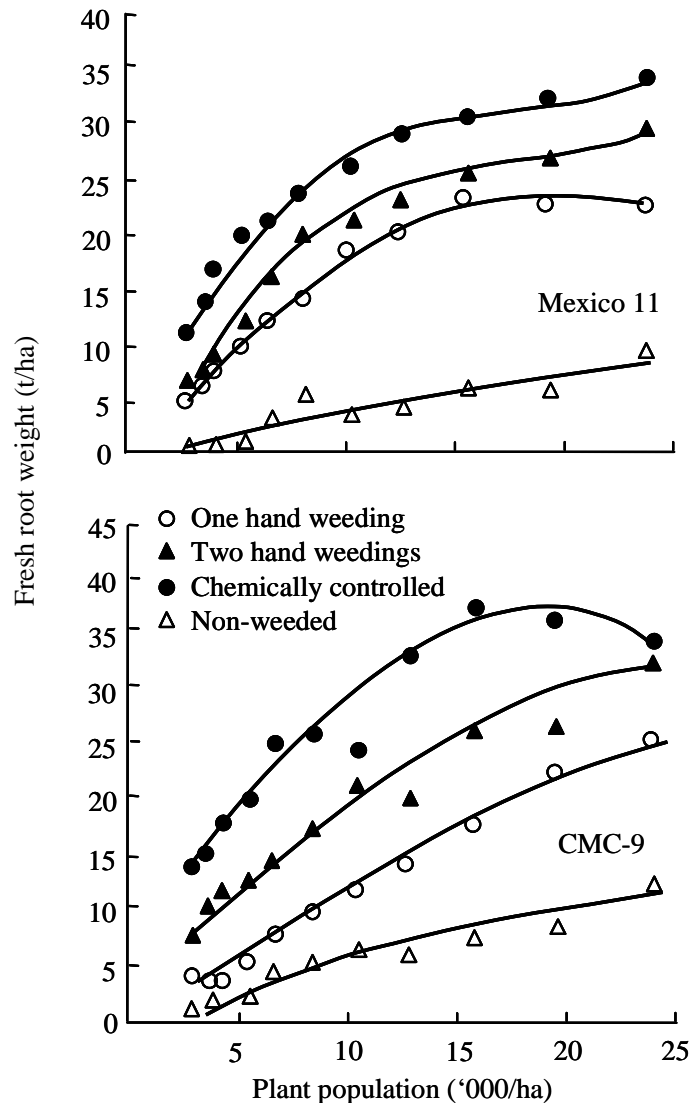 40
35
30
25
20
15
10
5
0
Mexico 11
Fresh root weight (t/ha)
45
40
35
30
25
20
15
10
5
0
One hand weeding
Two hand weedings
Chemically controlled
Non-weeded
CMC-9
5 10 15 20 25
Plant population (‘000/ha)